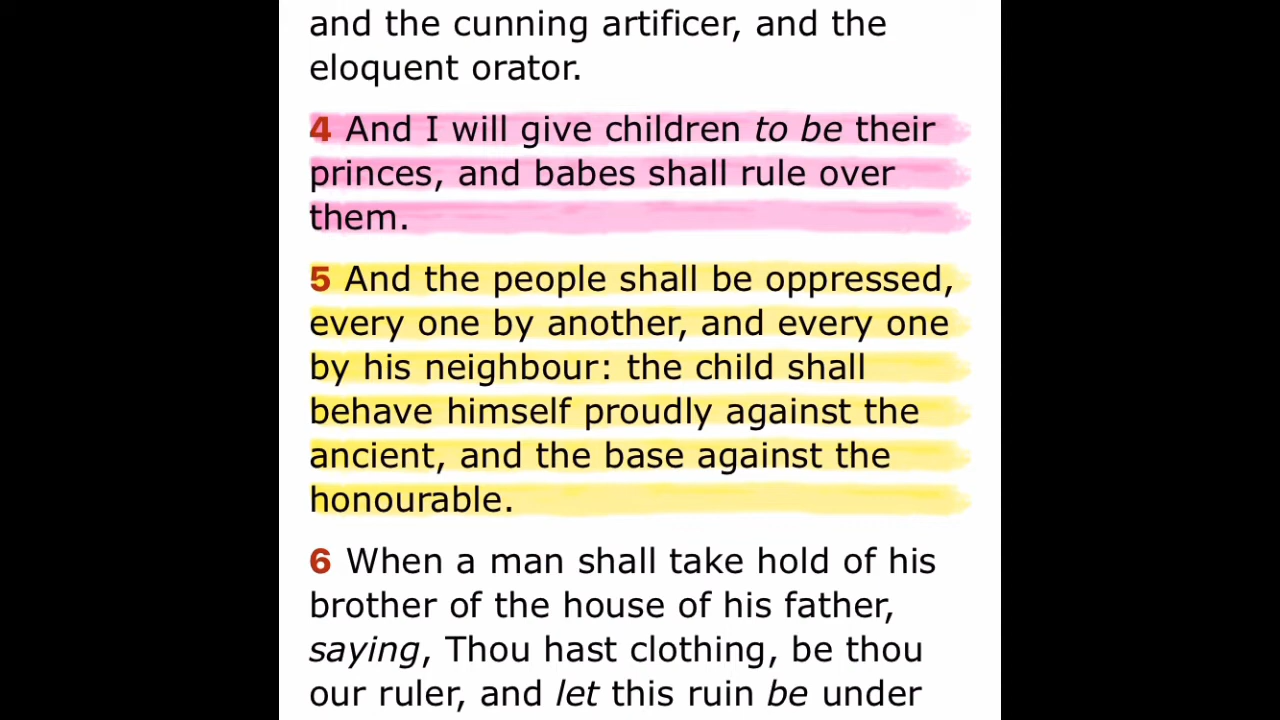 and the cunning artificer, and the
eloquent orator.
4 And I will give children to be their
princes, and babes shall rule over
them.
5 And the people shall be oppressed,
every one by another, and every one
by his neighbour: the child shall
behave himself proudly against the
ancient, and the base against the
honourable.
6 When a man shall take hold of his
brother of the house of his father,
saying, Thou hast clothing, be thou
our ruler, and let this ruin be under